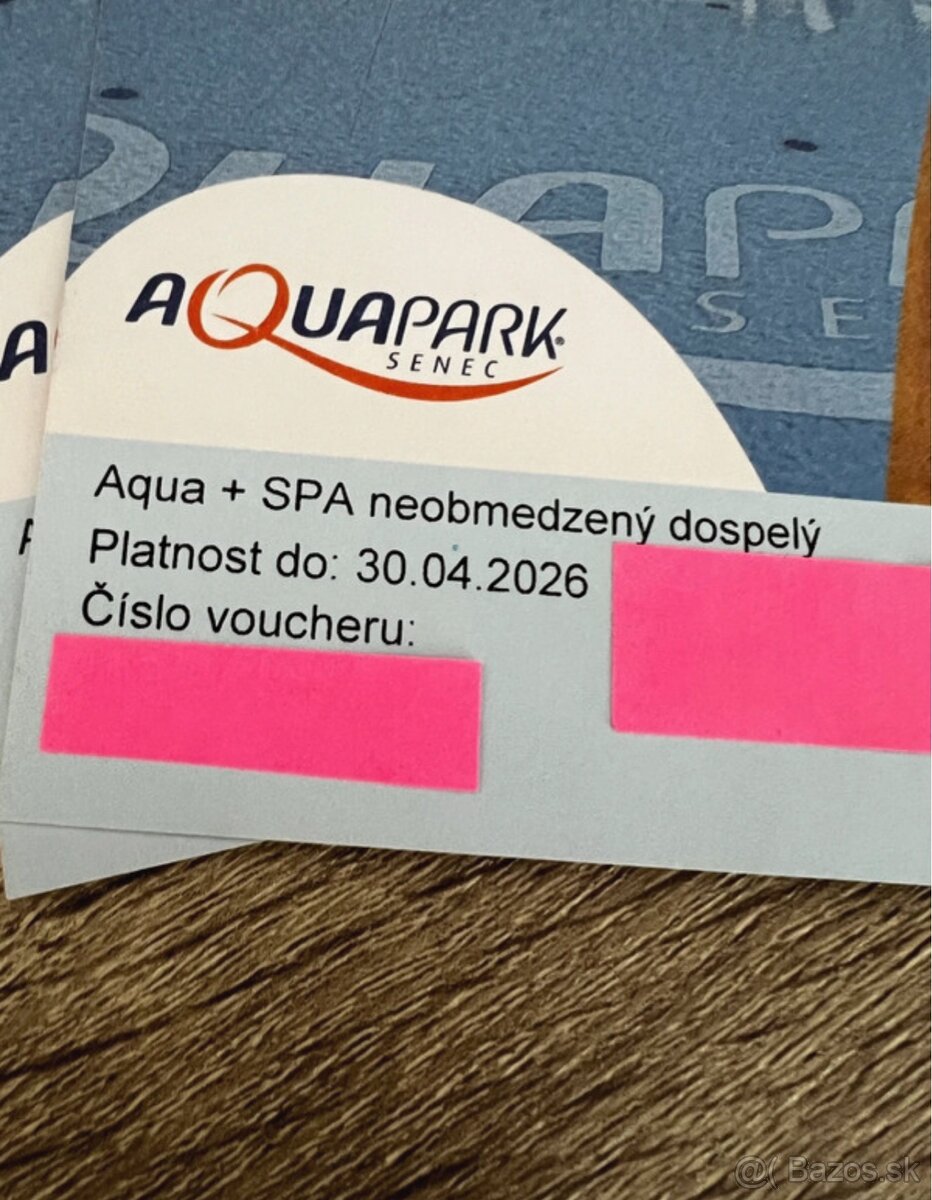 AQUAPARK®
SENEC
Aqua + SPA neobmedzený dospelý
Platnost do: 30.04.2026
Číslo voucheru:
@( Bazos.sk